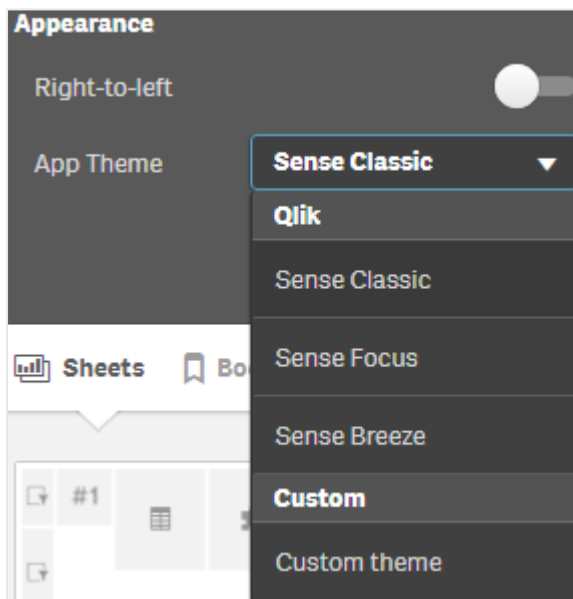 Appearance
Right-to-left
App Theme
Sense Classic
Qlik
Sense Classic
Sense Focus
Sheets
Sense Breeze
Custom
#1
Custom theme